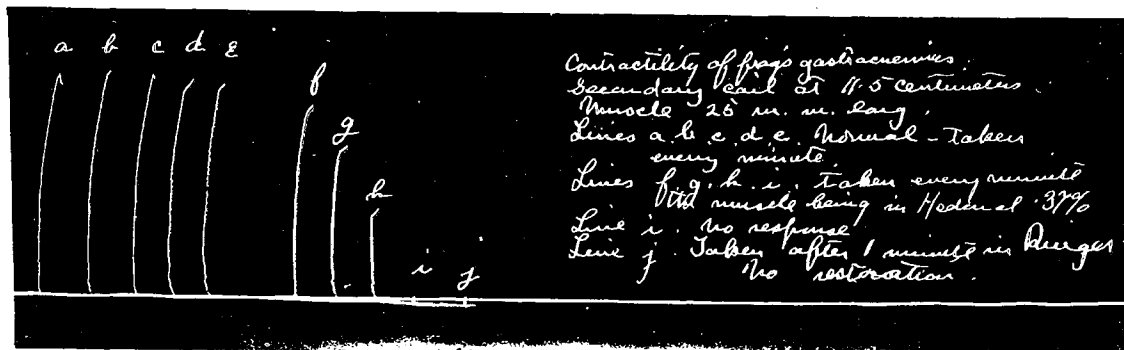 a b c d e
f
g
h
i j
Contractility of frog's gastrocnemius.
Secondary coil at 11.5 centimeters.
Muscle 25 m.m. long.
Lines a.b.c.d.e. Normal - taken
every minute.
Lines f.g.h.i. taken every minute
the muscle being in Hedonal .37%
Line i. no response
Line j. Taken after 1 minute in Ringer
No restoration.